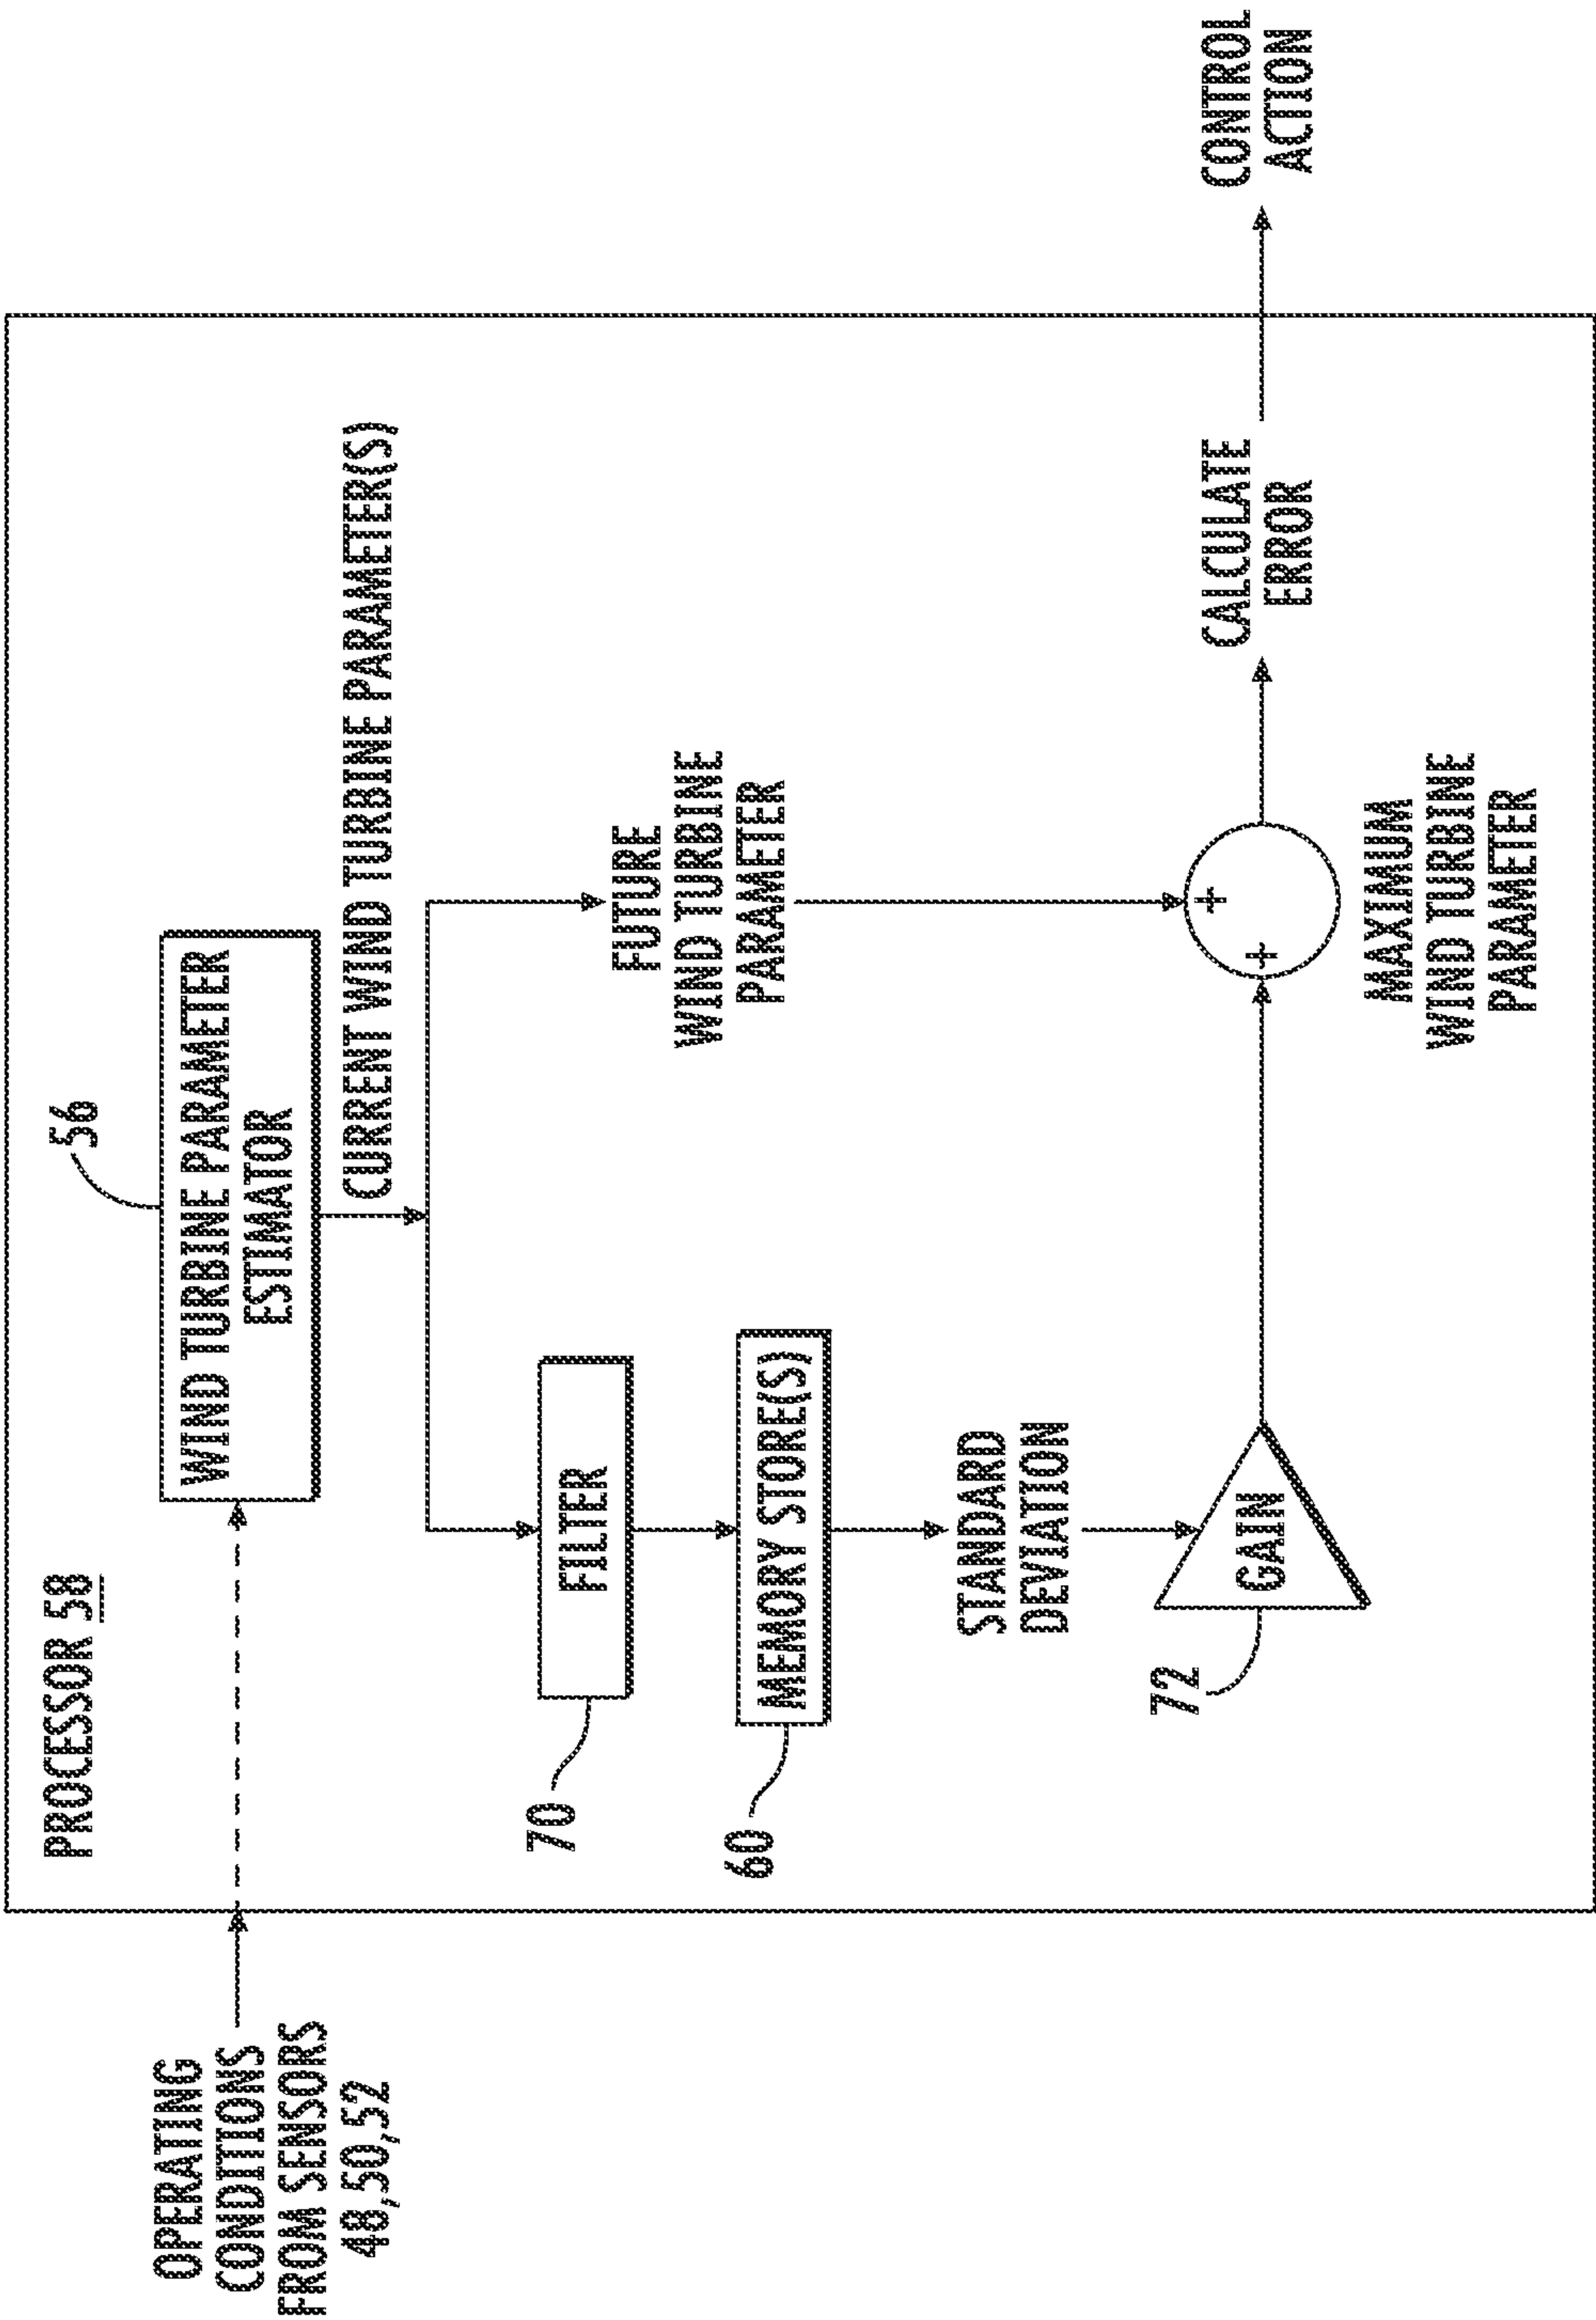 PROCESSOR 58
56
OPERATING
CONDITIONS
FROM SENSORS
48,50,52
WIND TURBINE PARAMETER
ESTIMATOR
CURRENT WIND TURBINE PARAMETER(S)
70
FILTER
FUTURE
WIND TURBINE
PARAMETER
60
MEMORY STORE(S)
STANDARD
DEVIATION
72
GAIN
+
+
CALCULATE
ERROR
CONTROL
ACTION
MAXIMUM
WIND TURBINE
PARAMETER